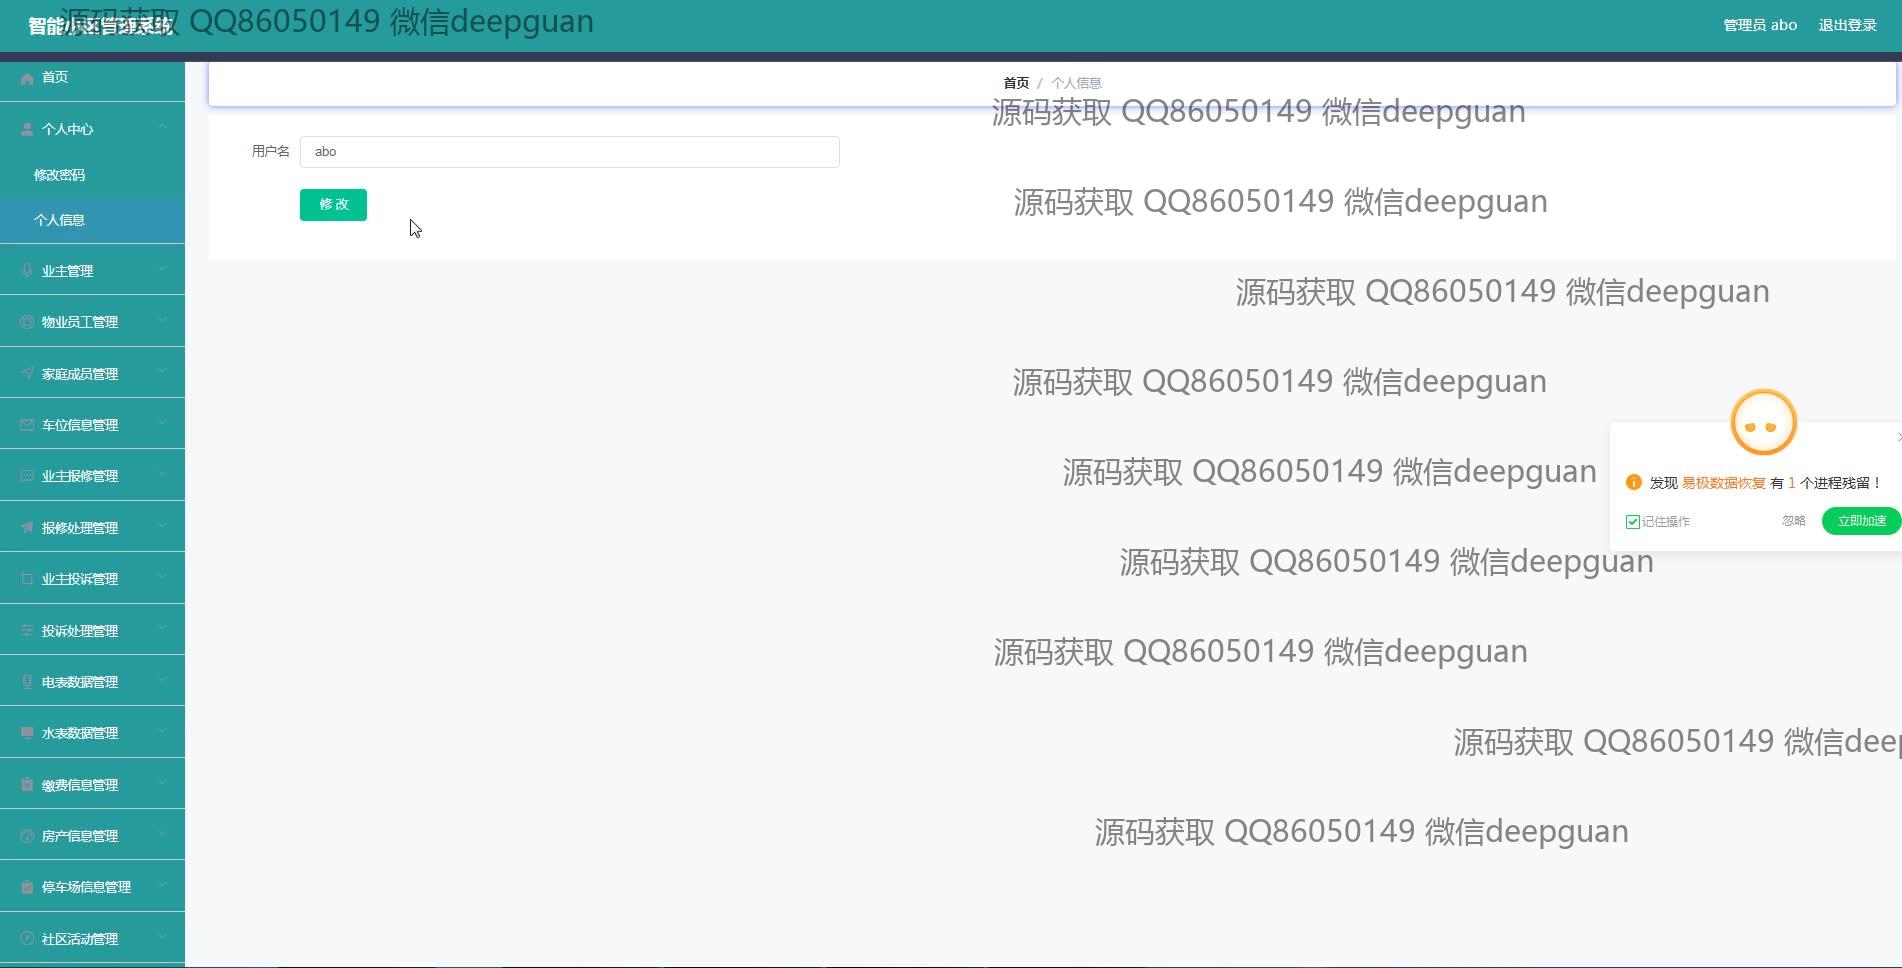 智能小区管理系统
源码获取 QQ86050149 微信deepguan
管理员 abo
退出登录
首页
个人中心
修改密码
个人信息
业主管理
物业员工管理
家庭成员管理
车位信息管理
业主报修管理
报修处理管理
业主投诉管理
投诉处理管理
电表数据管理
水表数据管理
缴费信息管理
房产信息管理
停车场信息管理
社区活动管理
首页 / 个人信息
源码获取 QQ86050149 微信deepguan
用户名 abo
修 改
源码获取 QQ86050149 微信deepguan
源码获取 QQ86050149 微信deepguan
源码获取 QQ86050149 微信deepguan
源码获取 QQ86050149 微信deepguan
发现 易极数据恢复 有 1 个进程残留！
记住操作 忽略 立即加速
源码获取 QQ86050149 微信deepguan
源码获取 QQ86050149 微信deepguan
源码获取 QQ86050149 微信deep
源码获取 QQ86050149 微信deepguan